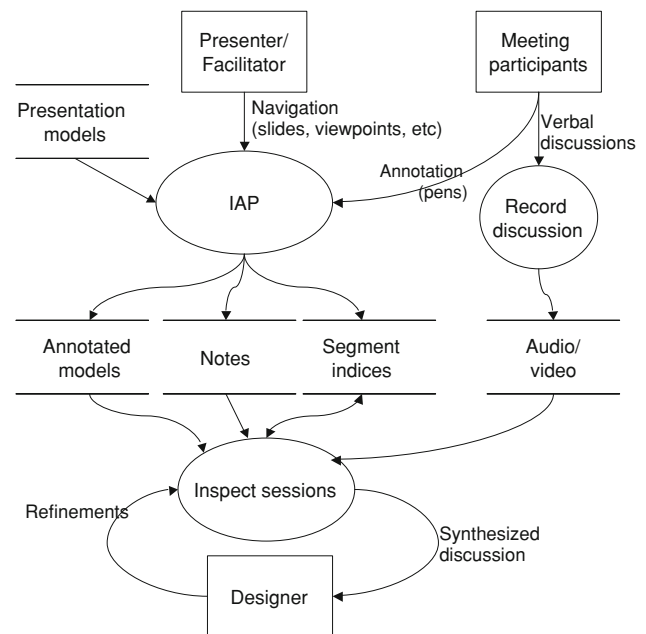 Presenter/
Facilitator
Meeting
participants
Presentation
models
Navigation
(slides, viewpoints, etc)
Verbal
discussions
Annotation
(pens)
IAP
Record
discussion
Annotated
models
Notes
Segment
indices
Audio/
video
Inspect sessions
Refinements
Synthesized
discussion
Designer